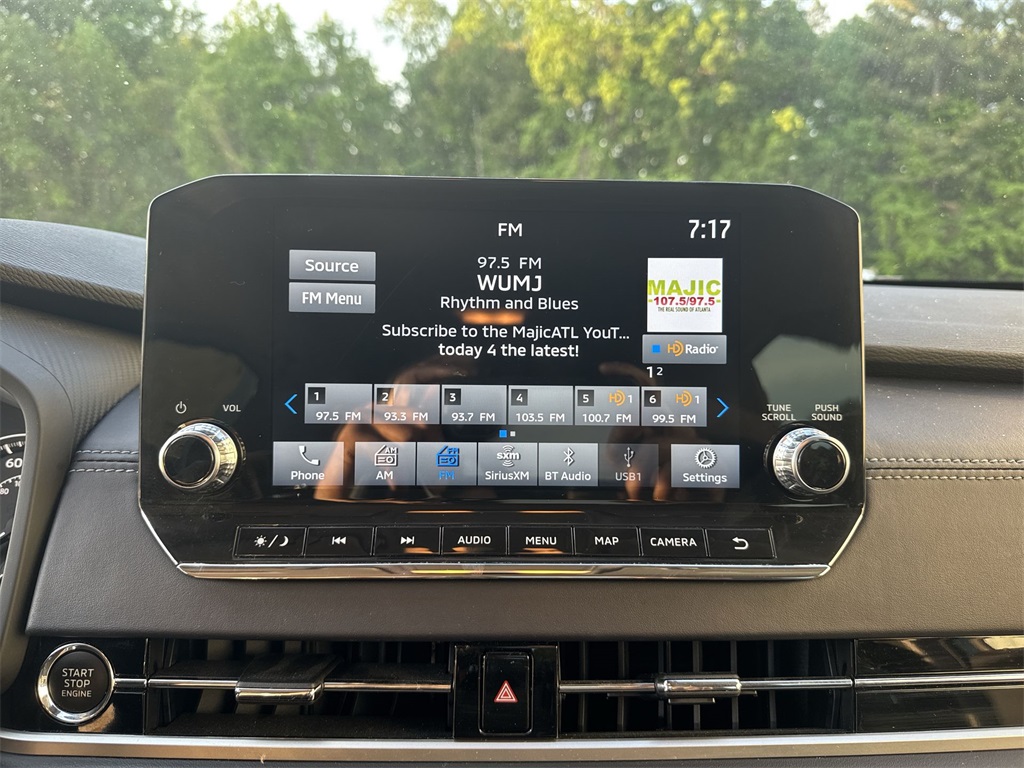 FM
7:17
Source
FM Menu
97.5 FM
WUMJ
Rhythm and Blues
Subscribe to the MajicATL YouT...
today 4 the latest!
MAJIC
107.5/97.5
THE REAL SOUND OF ATLANTA
HD Radio
1 2
1 97.5 FM
2 93.3 FM
3 93.7 FM
4 103.5 FM
5 HD 1 100.7 FM
6 HD 1 99.5 FM
VOL
TUNE
SCROLL
PUSH
SOUND
Phone
AM
FM
sxm
SiriusXM
BT Audio
USB1
Settings
AUDIO
MENU
MAP
CAMERA
60
80
START
STOP
ENGINE